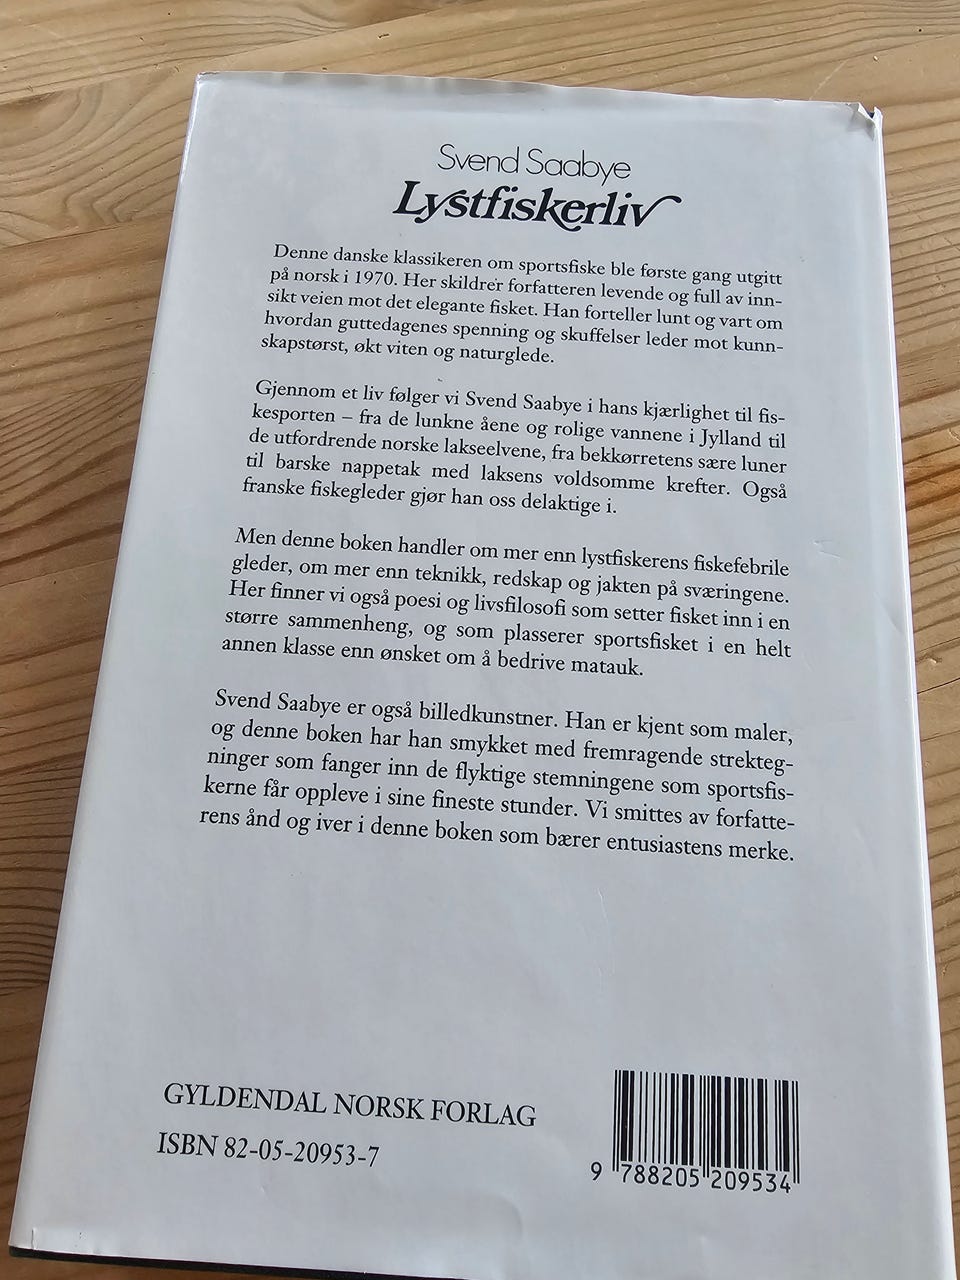 Svend Saabye
Lystfiskerliv
Denne danske klassikeren om sportsfiske ble første gang utgitt
på norsk i 1970. Her skildrer forfatteren levende og full av inn-
sikt veien mot det elegante fisket. Han forteller lunt og vart om
hvordan guttedagenes spenning og skuffelser leder mot kunn-
skapstørst, økt viten og naturglede.
Gjennom et liv følger vi Svend Saabye i hans kjærlighet til fis-
kesporten – fra de lunkne åene og rolige vannene i Jylland til
de utfordrende norske lakseelvene, fra bekkørretens sære luner
til barske nappetak med laksens voldsomme krefter. Også
franske fiskegleder gjør han oss delaktige i.
Men denne boken handler om mer enn lystfiskerens fiskefebrile
gleder, om mer enn teknikk, redskap og jakten på sværingene.
Her finner vi også poesi og livsfilosofi som setter fisket inn i en
større sammenheng, og som plasserer sportsfisket i en helt
annen klasse enn ønsket om å bedrive matauk.
Svend Saabye er også billedkunstner. Han er kjent som maler,
og denne boken har han smykket med fremragende strekteg-
ninger som fanger inn de flyktige stemningene som sportsfis-
kerne får oppleve i sine fineste stunder. Vi smittes av forfatte-
rens ånd og iver i denne boken som bærer entusiastens merke.
GYLDENDAL NORSK FORLAG
ISBN 82-05-20953-7
9 788205 209534